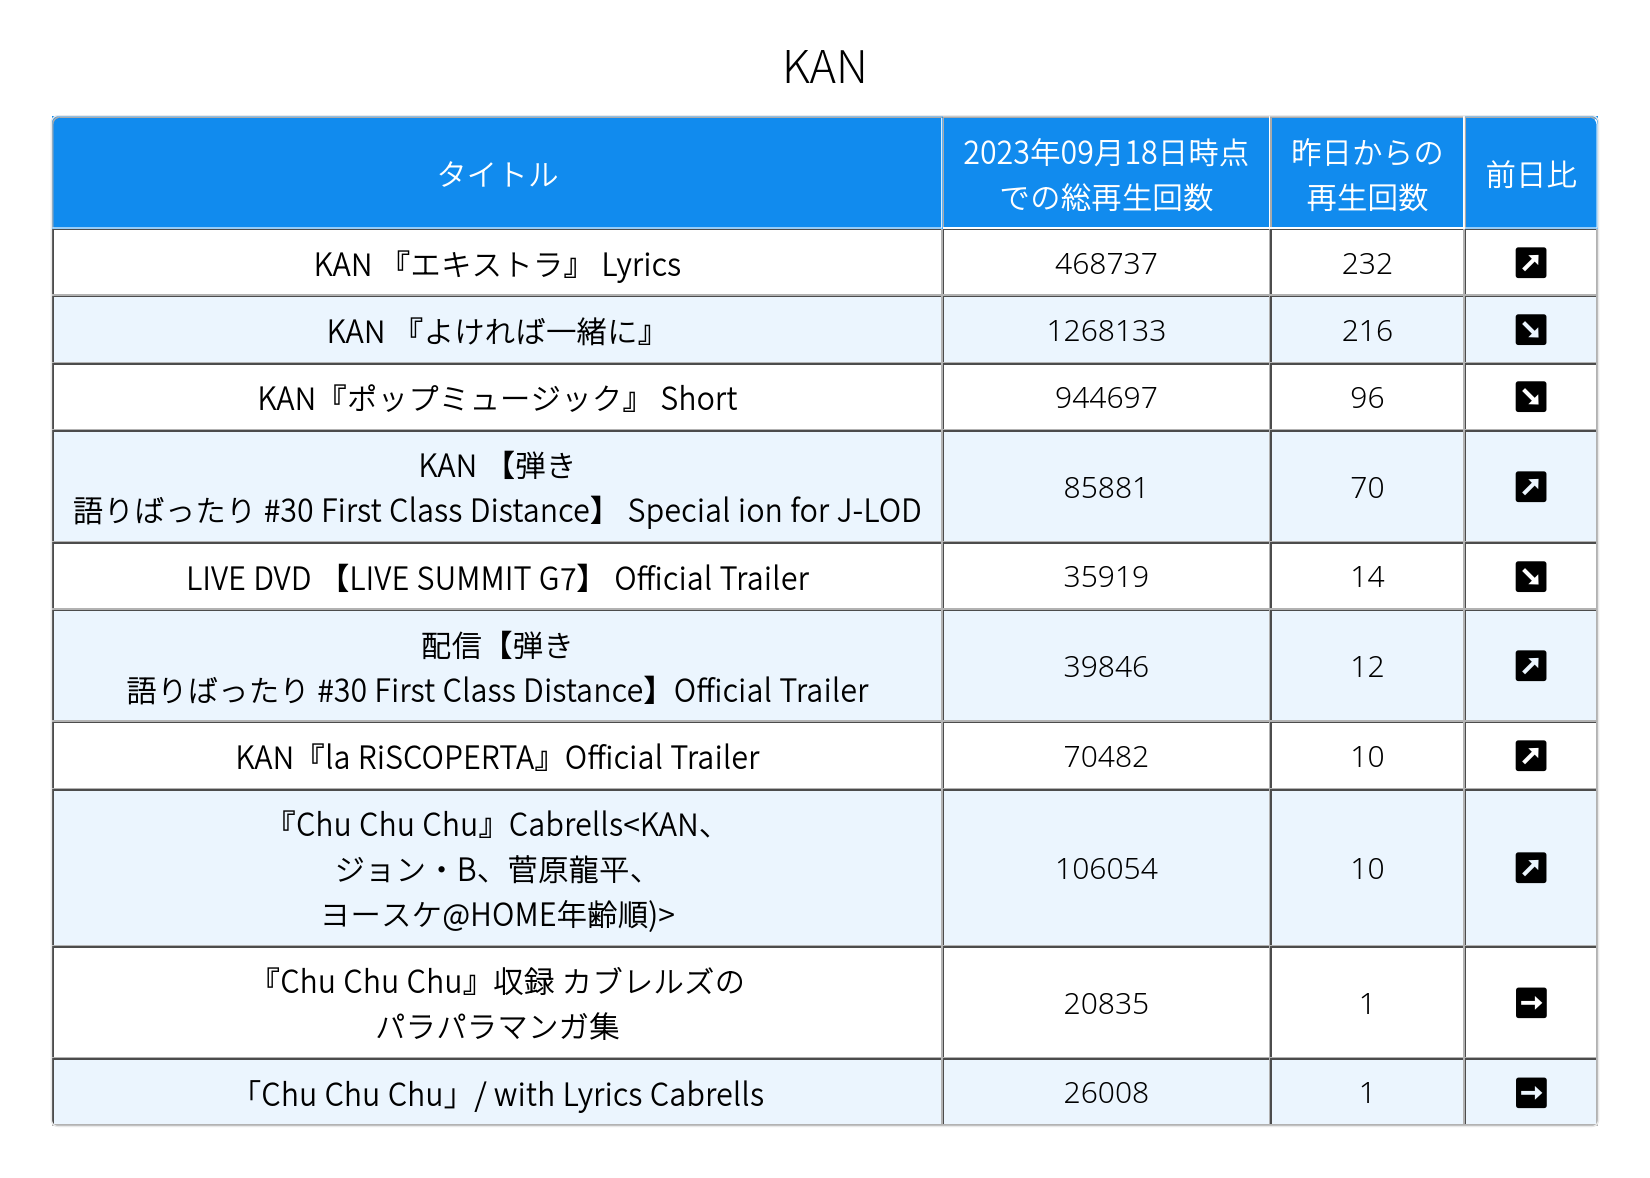 KAN
タイトル
2023年09月18日時点
での総再生回数
昨日からの
再生回数
前日比
KAN 『エキストラ』 Lyrics
468737
232
KAN 『よければ一緒に』
1268133
216
KAN『ポップミュージック』 Short
944697
96
KAN 【弾き
語りばったり #30 First Class Distance】 Special ion for J-LOD
85881
70
LIVE DVD 【LIVE SUMMIT G7】 Official Trailer
35919
14
配信【弾き
語りばったり #30 First Class Distance】Official Trailer
39846
12
KAN『la RiSCOPERTA』Official Trailer
70482
10
『Chu Chu Chu』Cabrells<KAN、
ジョン・B、菅原龍平、
ヨースケ@HOME年齢順)>
106054
10
『Chu Chu Chu』収録 カブレルズの
パラパラマンガ集
20835
1
「Chu Chu Chu」/ with Lyrics Cabrells
26008
1